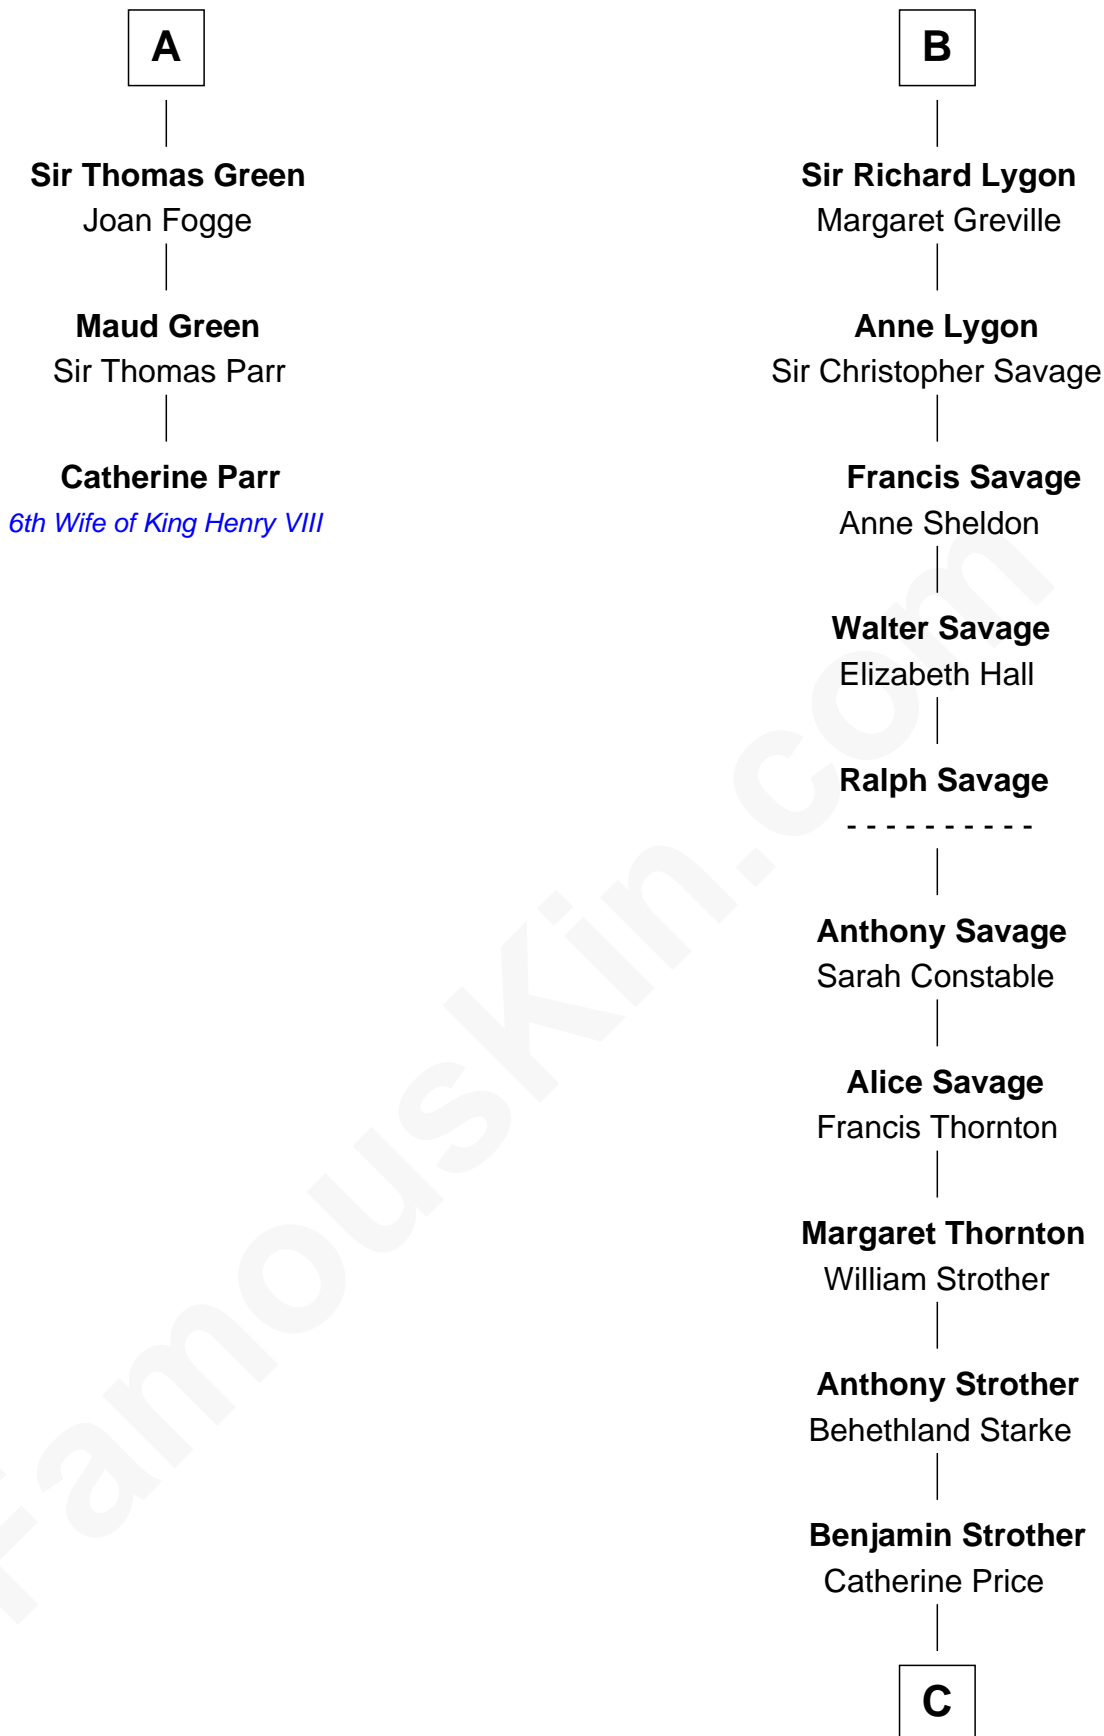 A
Sir Thomas Green
Joan Fogge
Maud Green
Sir Thomas Parr
Catherine Parr
6th Wife of King Henry VIII
B
Sir Richard Lygon
Margaret Greville
Anne Lygon
Sir Christopher Savage
Francis Savage
Anne Sheldon
Walter Savage
Elizabeth Hall
Ralph Savage
- - - - - - - - - -
Anthony Savage
Sarah Constable
Alice Savage
Francis Thornton
Margaret Thornton
William Strother
Anthony Strother
Behethland Starke
Benjamin Strother
Catherine Price
C
FamousKin.com